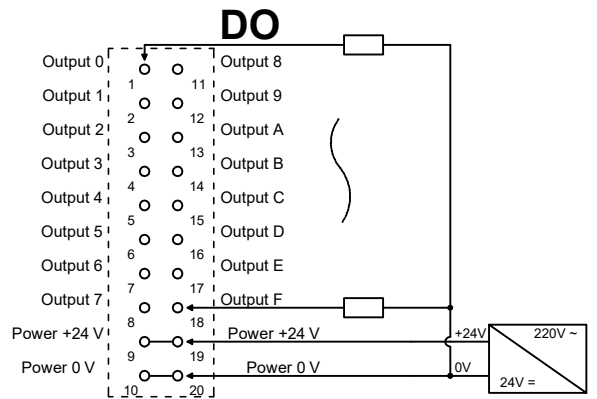 DO
Output 0 Output 8
1 11
Output 1 Output 9
2 12
Output 2 Output A
3 13
Output 3 Output B
4 14
Output 4 Output C
5 15
Output 5 Output D
6 16
Output 6 Output E
7 17
Output 7 Output F
8 18
Power +24 V Power +24 V +24V 220V ~
9 19
Power 0 V Power 0 V 0V
24V =
10 20